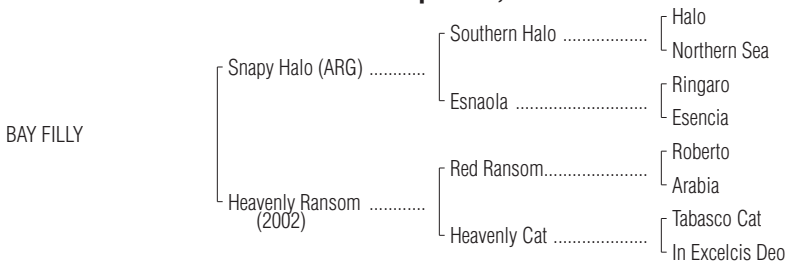 Halo
Southern Halo ..................
Northern Sea
Snapy Halo (ARG) ............
Ringaro
Esnaola ............................
Esencia
BAY FILLY
Roberto
Red Ransom......................
Arabia
Heavenly Ransom ............
(2002)
Tabasco Cat
Heavenly Cat ....................
In Excelcis Deo